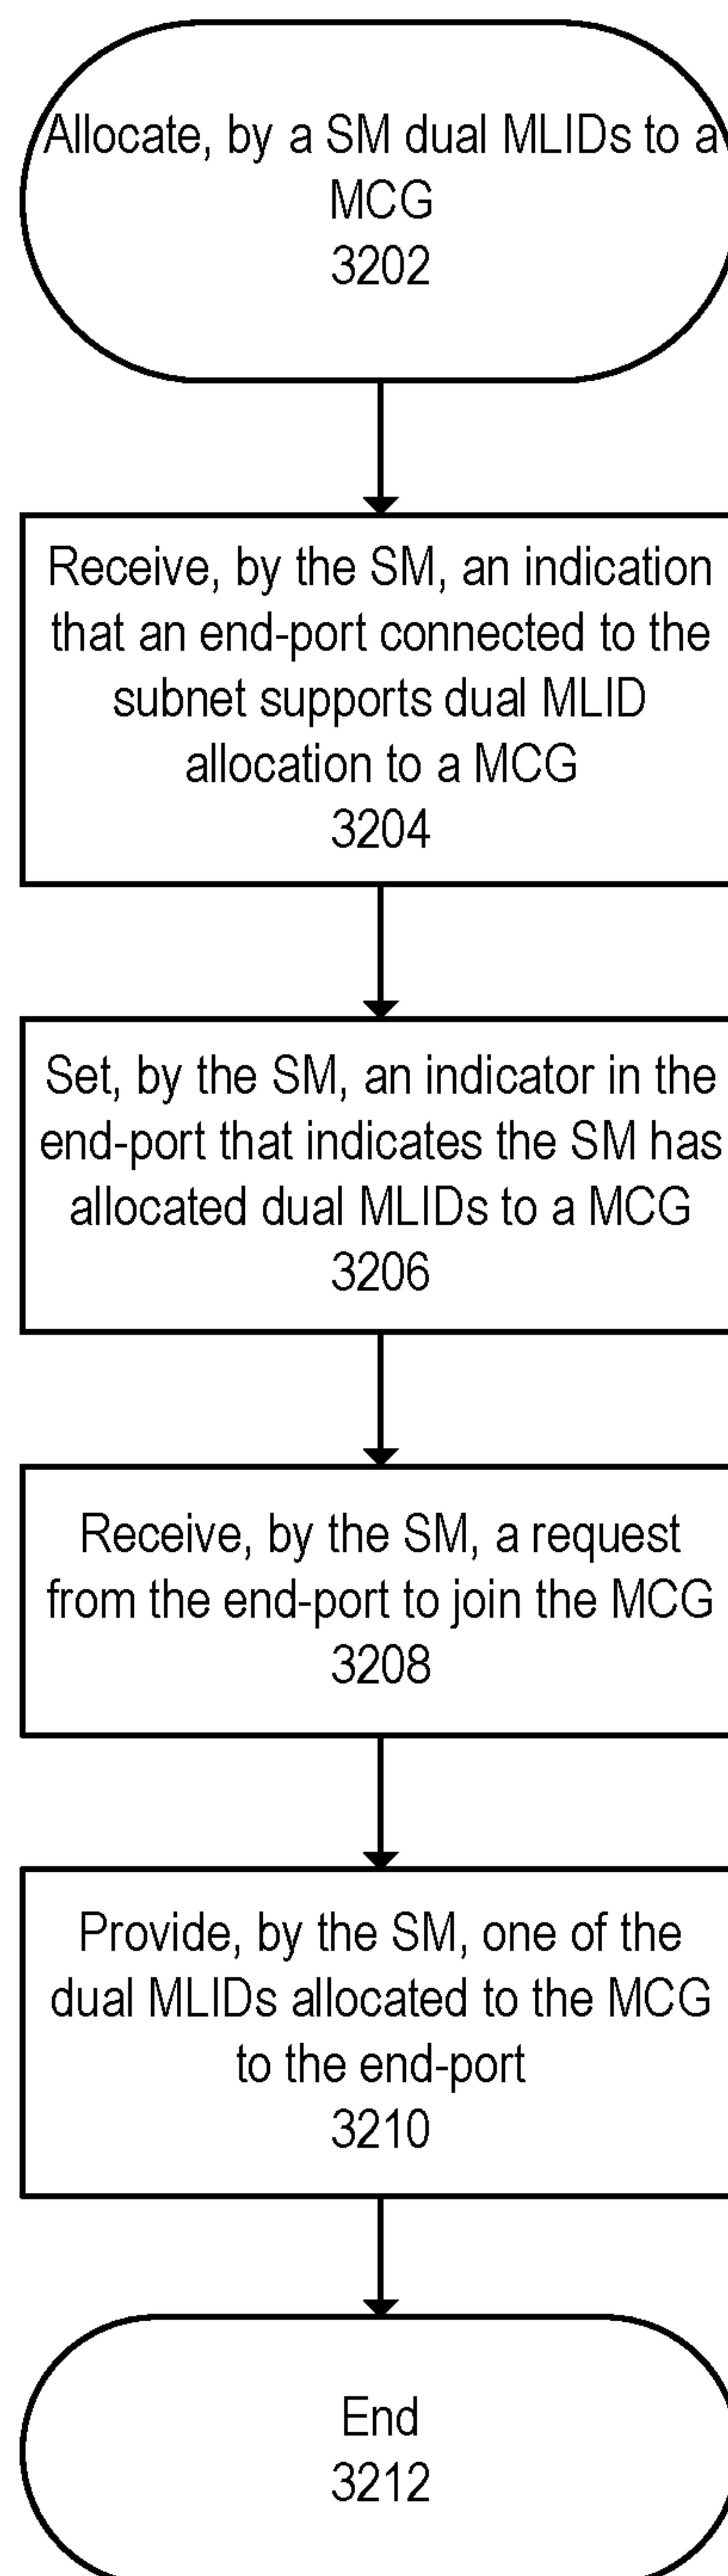 Allocate, by a SM dual MLIDs to a
MCG
3202
Receive, by the SM, an indication
that an end-port connected to the
subnet supports dual MLID
allocation to a MCG
3204
Set, by the SM, an indicator in the
end-port that indicates the SM has
allocated dual MLIDs to a MCG
3206
Receive, by the SM, a request
from the end-port to join the MCG
3208
Provide, by the SM, one of the
dual MLIDs allocated to the MCG
to the end-port
3210
End
3212